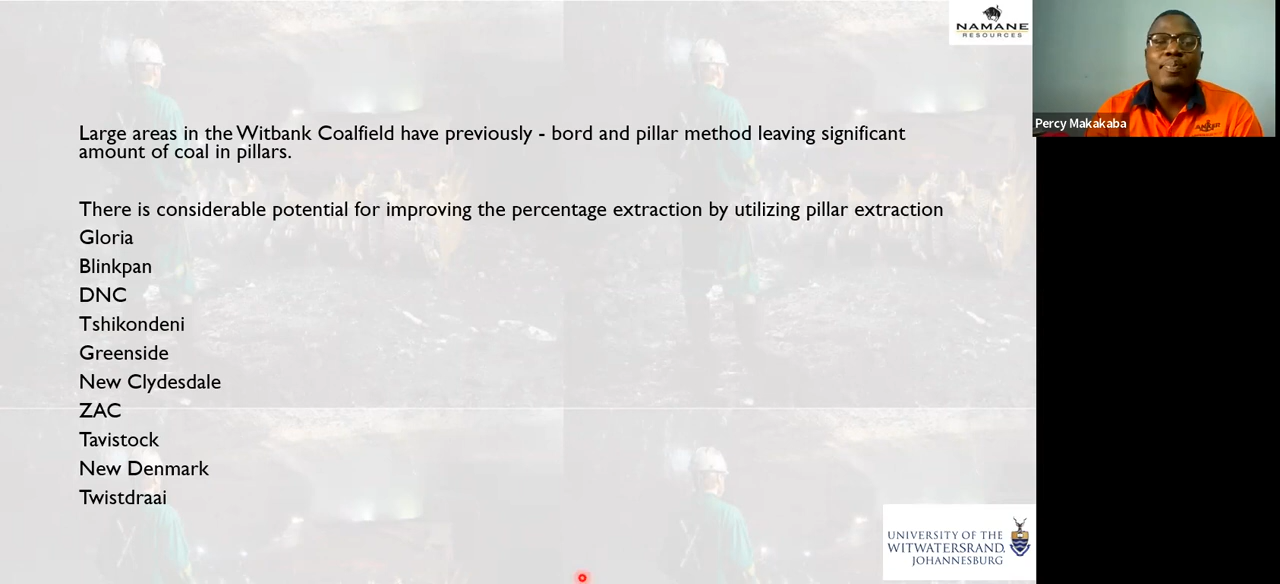 NAMANE
RESOURCES
Percy Makakaba
Large areas in the Witbank Coalfield have previously - bord and pillar method leaving significant
amount of coal in pillars.
There is considerable potential for improving the percentage extraction by utilizing pillar extraction
Gloria
Blinkpan
DNC
Tshikondeni
Greenside
New Clydesdale
ZAC
Tavistock
New Denmark
Twistdraai
UNIVERSITY OF THE
WITWATERSRAND,
JOHANNESBURG